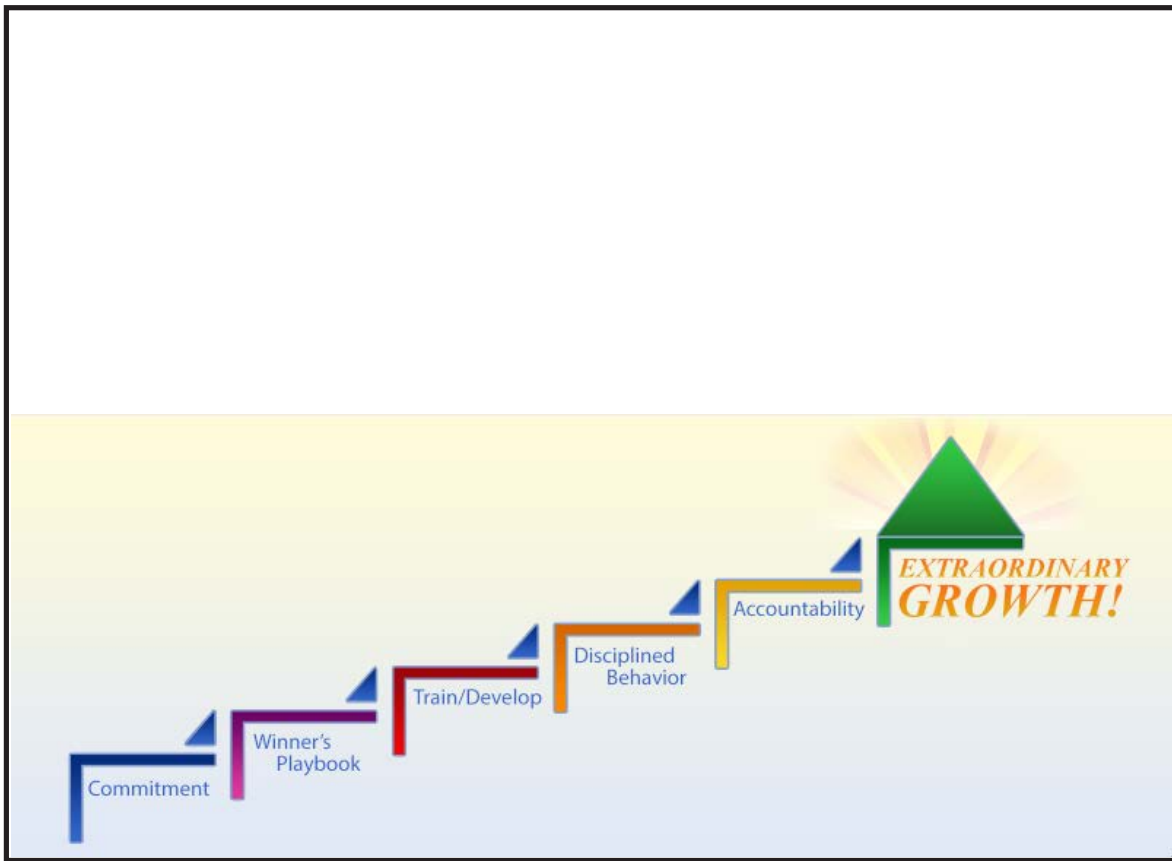 Commitment
Winner's
Playbook
Train/Develop
Disciplined
Behavior
Accountability
EXTRAORDINARY
GROWTH!